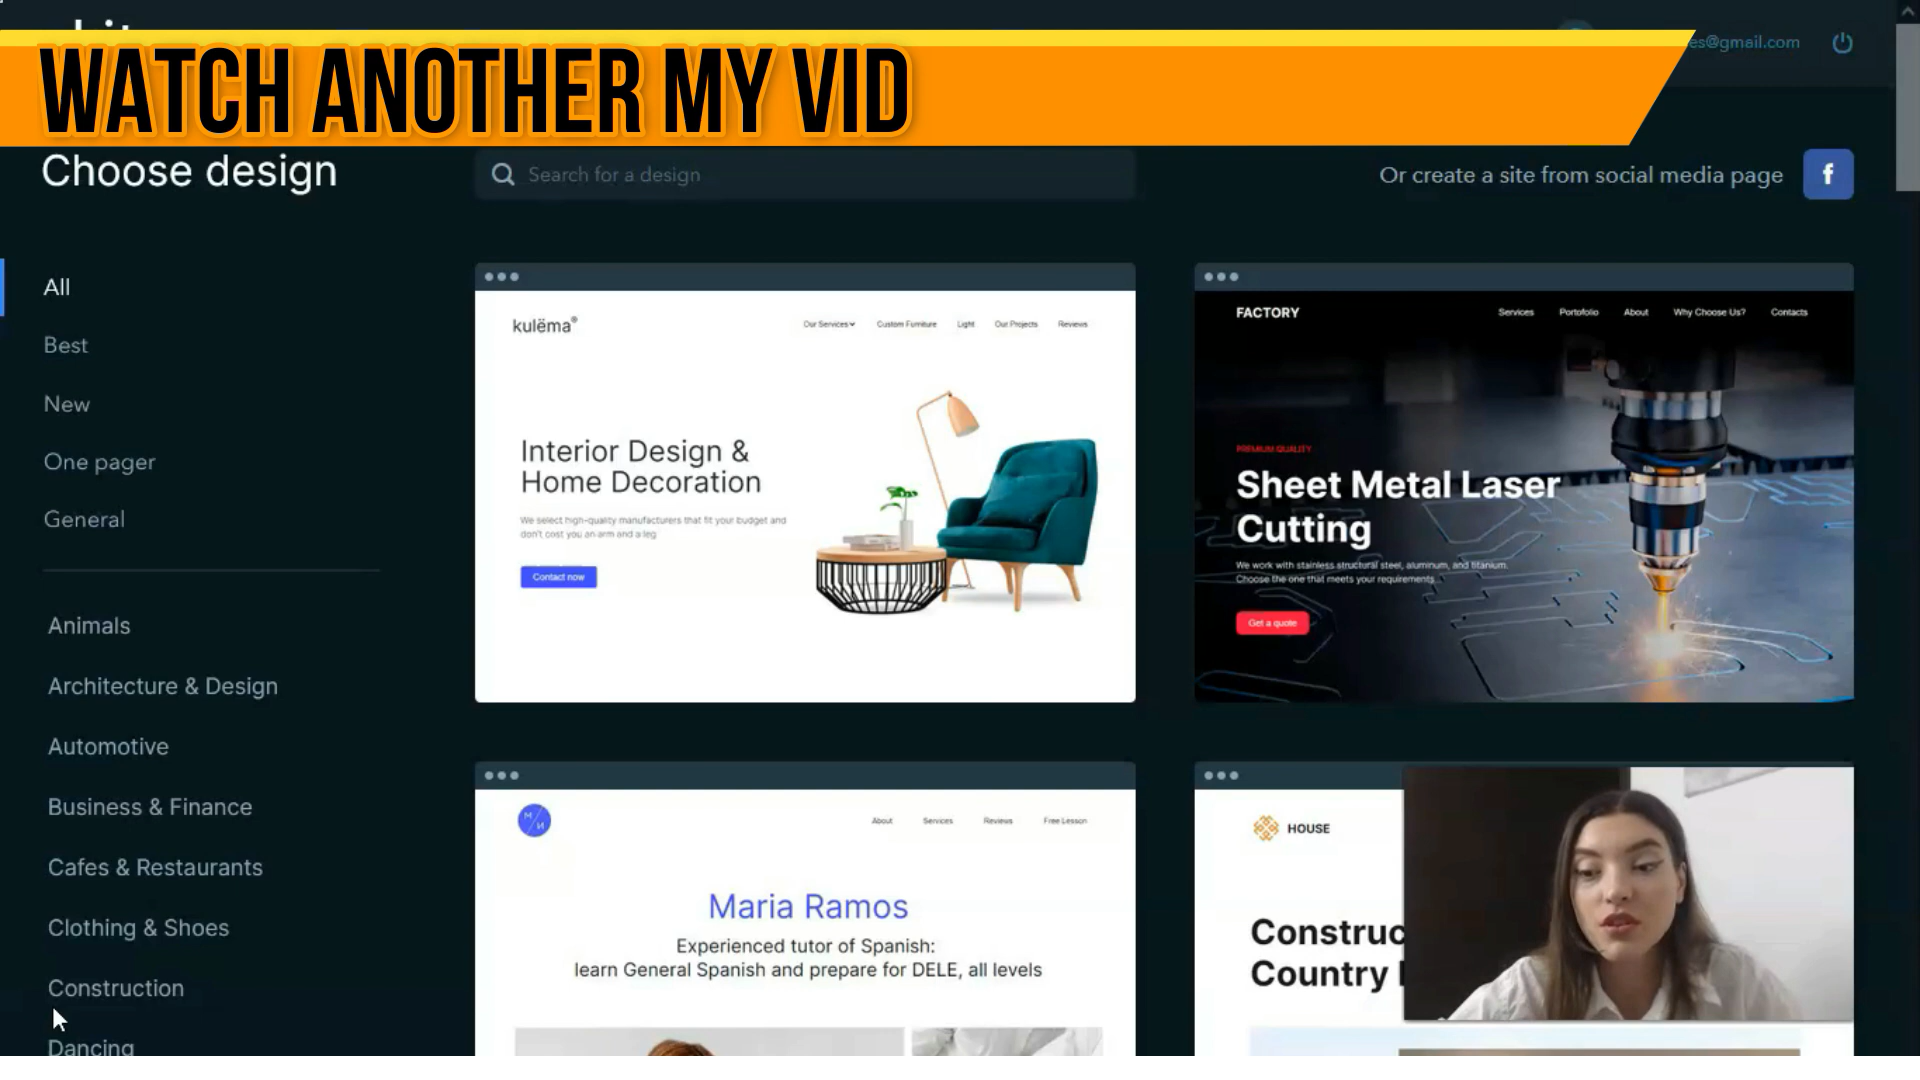 WATCH ANOTHER MY VID
es@gmail.com
Choose design
Search for a design
Or create a site from social media page
f
All
Best
New
One pager
General
Animals
Architecture & Design
Automotive
Business & Finance
Cafes & Restaurants
Clothing & Shoes
Construction
Dancing
kulëma®
Our Services
Custom Furniture
Light
Our Projects
Reviews
Interior Design &
Home Decoration
We select high-quality manufacturers that fit your budget and
don't cost you an arm and a leg
Contact now
FACTORY
Services
Portofolio
About
Why Choose Us?
Contacts
PREMIUM QUALITY
Sheet Metal Laser
Cutting
We work with stainless structural steel, aluminum, and titanium.
Choose the one that meets your requirements
Get a quote
About
Services
Reviews
Free Lesson
Maria Ramos
Experienced tutor of Spanish:
learn General Spanish and prepare for DELE, all levels
HOUSE
Construc
Country